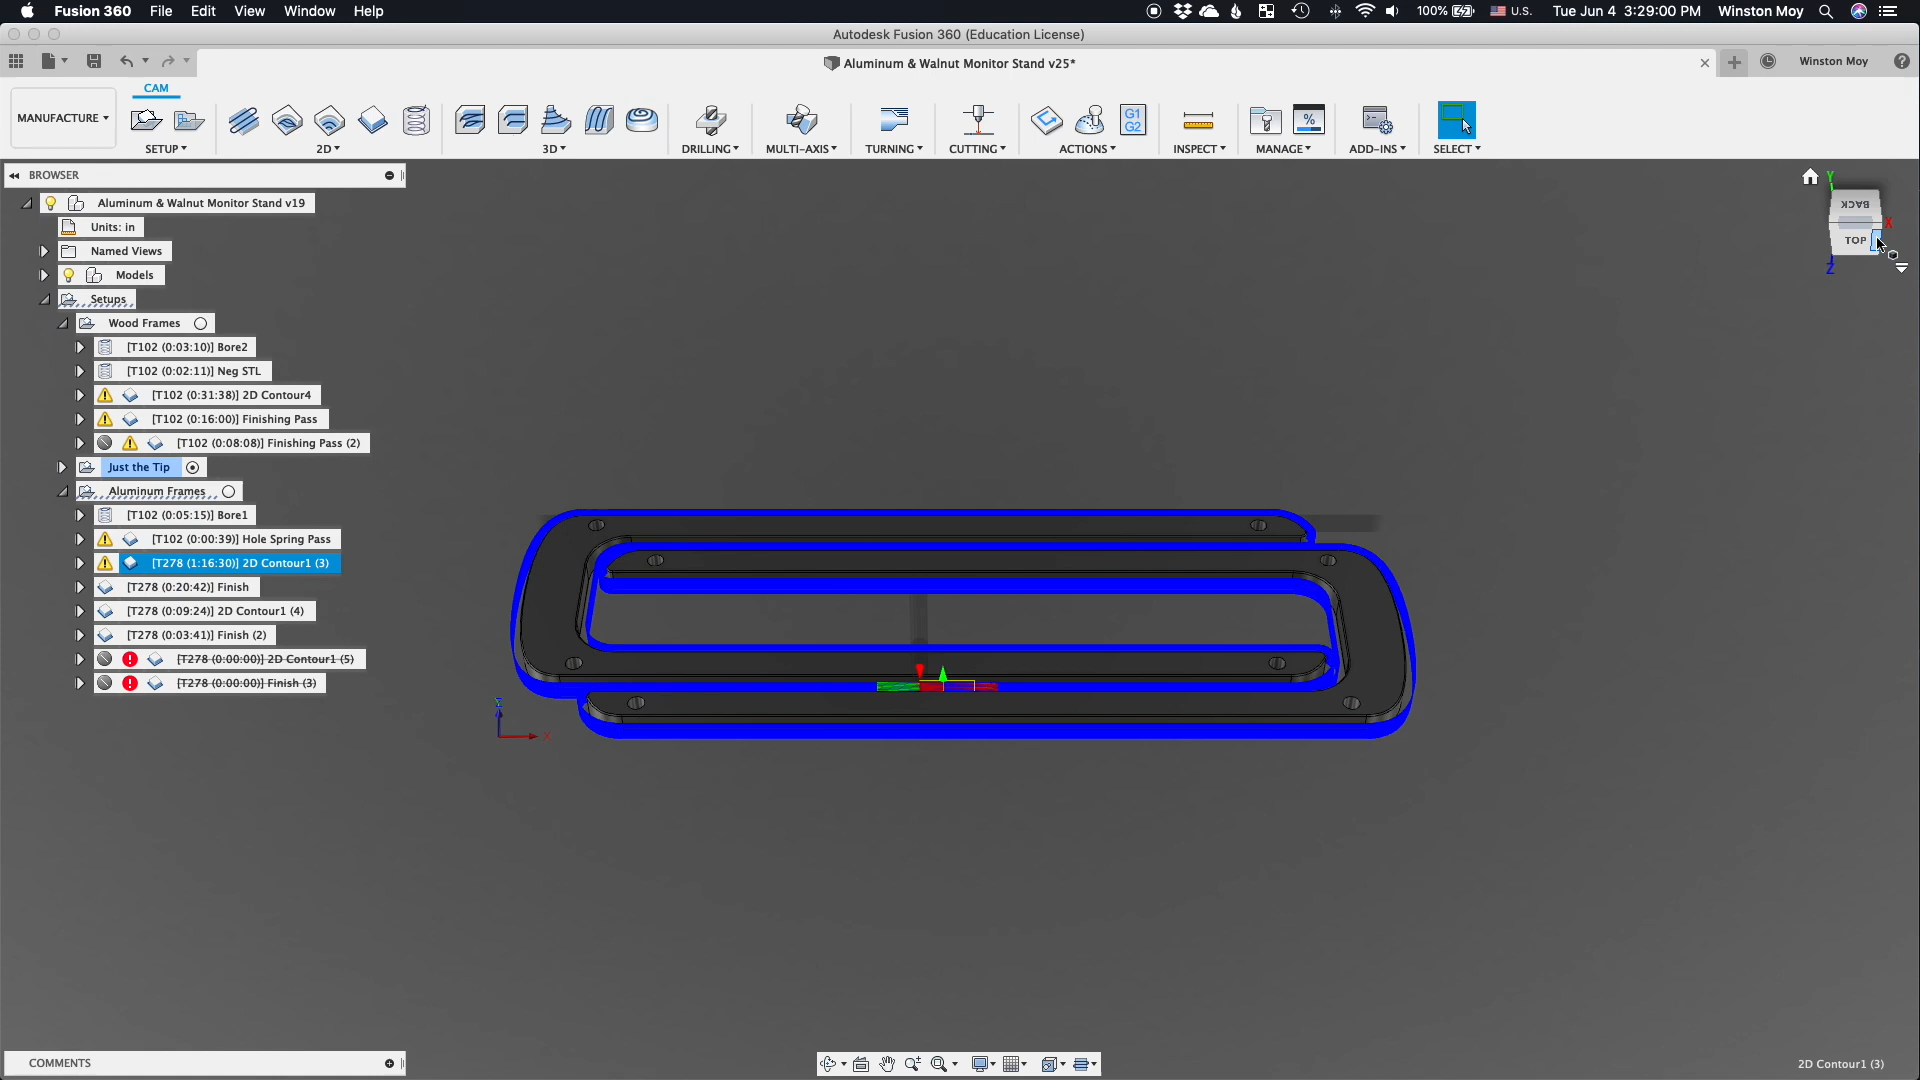 Fusion 360 File Edit View Window Help
100% U.S. Tue Jun 4 3:29:00 PM Winston Moy
Autodesk Fusion 360 (Education License)
Aluminum & Walnut Monitor Stand v25*
Winston Moy
CAM
MANUFACTURE
G1
G2
%
SETUP 2D 3D DRILLING MULTI-AXIS TURNING CUTTING ACTIONS INSPECT MANAGE ADD-INS SELECT
BROWSER
Aluminum & Walnut Monitor Stand v19
Units: in
Named Views
Models
Setups
Wood Frames
[T102 (0:03:10)] Bore2
[T102 (0:02:11)] Neg STL
[T102 (0:31:38)] 2D Contour4
[T102 (0:16:00)] Finishing Pass
[T102 (0:08:08)] Finishing Pass (2)
Just the Tip
Aluminum Frames
[T102 (0:05:15)] Bore1
[T102 (0:00:39)] Hole Spring Pass
[T278 (1:16:30)] 2D Contour1 (3)
[T278 (0:20:42)] Finish
[T278 (0:09:24)] 2D Contour1 (4)
[T278 (0:03:41)] Finish (2)
[T278 (0:00:00)] 2D Contour1 (5)
[T278 (0:00:00)] Finish (3)
Y
BACK
X
TOP
Z
X
COMMENTS
2D Contour1 (3)